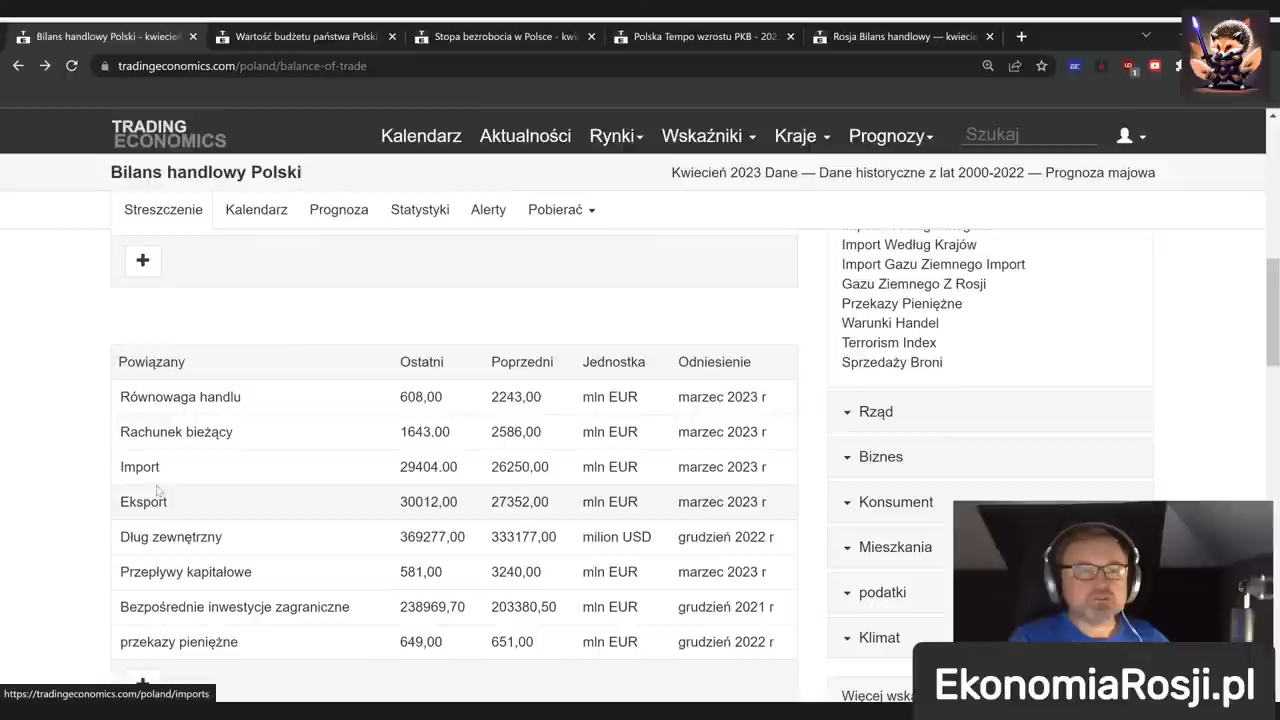 Bilans handlowy Polski - kwiecień
Wartość budżetu państwa Polski
Stopa bezrobocia w Polsce - kwi
Polska Tempo wzrostu PKB - 202
Rosja Bilans handlowy — kwiecie
tradingeconomics.com/poland/balance-of-trade
TRADING
ECONOMICS
Kalendarz
Aktualności
Rynki
Wskaźniki
Kraje
Prognozy
Szukaj
Bilans handlowy Polski
Kwiecień 2023 Dane — Dane historyczne z lat 2000-2022 — Prognoza majowa
Streszczenie
Kalendarz
Prognoza
Statystyki
Alerty
Pobierać
Import Według Krajów
Import Gazu Ziemnego Import
Gazu Ziemnego Z Rosji
Przekazy Pieniężne
Warunki Handel
Terrorism Index
Sprzedaży Broni
Powiązany Ostatni Poprzedni Jednostka Odniesienie
Równowaga handlu 608,00 2243,00 mln EUR marzec 2023 r
Rachunek bieżący 1643.00 2586,00 mln EUR marzec 2023 r
Import 29404.00 26250,00 mln EUR marzec 2023 r
Eksport 30012,00 27352,00 mln EUR marzec 2023 r
Dług zewnętrzny 369277,00 333177,00 milion USD grudzień 2022 r
Przepływy kapitałowe 581,00 3240,00 mln EUR marzec 2023 r
Bezpośrednie inwestycje zagraniczne 238969,70 203380,50 mln EUR grudzień 2021 r
przekazy pieniężne 649,00 651,00 mln EUR grudzień 2022 r
Rząd
Biznes
Konsument
Mieszkania
podatki
Klimat
Więcej wska
EkonomiaRosji.pl
https://tradingeconomics.com/poland/imports